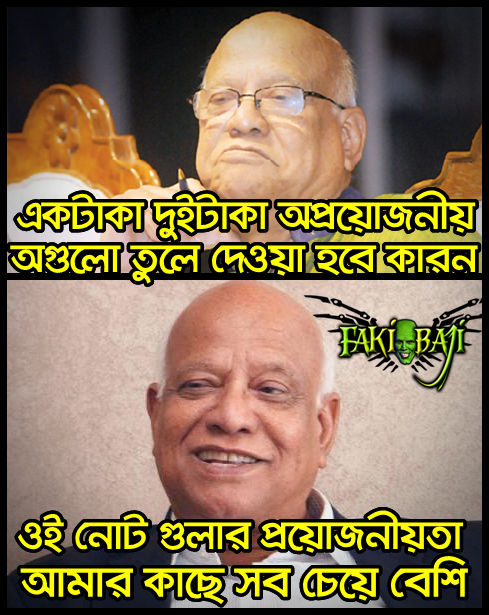 একটাকা দুইটাকা অপ্রয়োজনীয়
অগুলো তুলে দেওয়া হবে কারন
FAKIBAJI
ওই নোট গুলার প্রয়োজনীয়তা
আমার কাছে সব চেয়ে বেশি